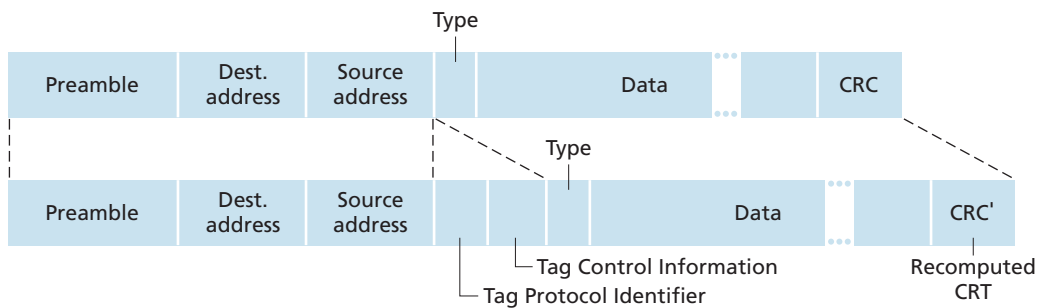 Type
Preamble
Dest.
address
Source
address
Data
CRC
Type
Preamble
Dest.
address
Source
address
Data
CRC'
Tag Control Information
Tag Protocol Identifier
Recomputed
CRT